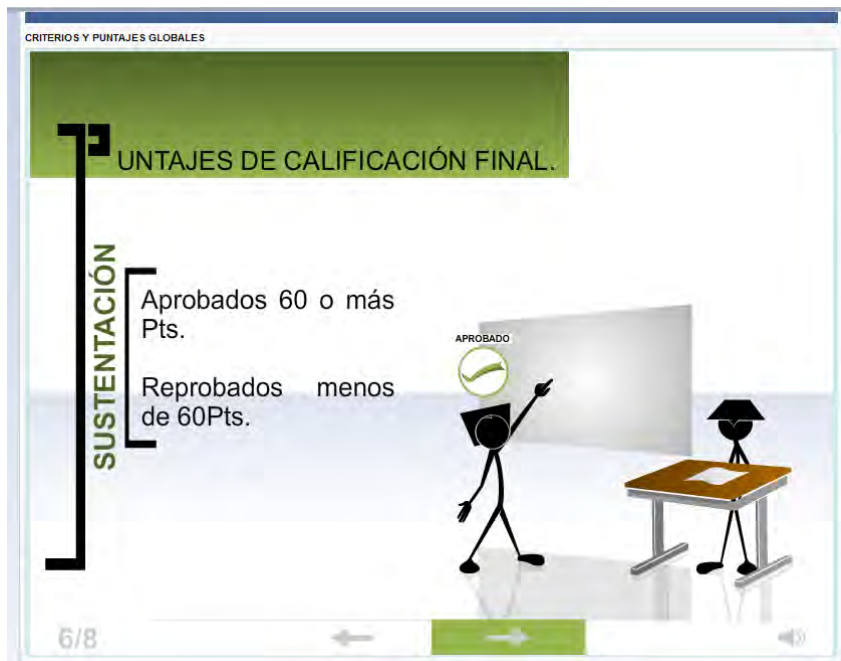 CRITERIOS Y PUNTAJES GLOBALES
PUNTAJES DE CALIFICACIÓN FINAL.
SUSTENTACIÓN
Aprobados 60 o más
Pts.
Reprobados menos
de 60Pts.
APROBADO
6/8